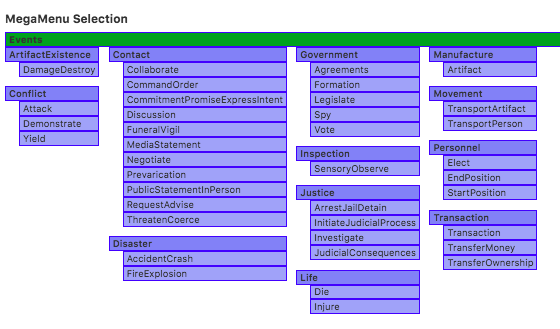 MegaMenu Selection
Events
ArtifactExistence
DamageDestroy
Conflict
Attack
Demonstrate
Yield
Contact
Collaborate
CommandOrder
CommitmentPromiseExpressIntent
Discussion
FuneralVigil
MediaStatement
Negotiate
Prevarication
PublicStatementInPerson
RequestAdvise
ThreatenCoerce
Disaster
AccidentCrash
FireExplosion
Government
Agreements
Formation
Legislate
Spy
Vote
Inspection
SensoryObserve
Justice
ArrestJailDetain
InitiateJudicialProcess
Investigate
JudicialConsequences
Life
Die
Injure
Manufacture
Artifact
Movement
TransportArtifact
TransportPerson
Personnel
Elect
EndPosition
StartPosition
Transaction
Transaction
TransferMoney
TransferOwnership